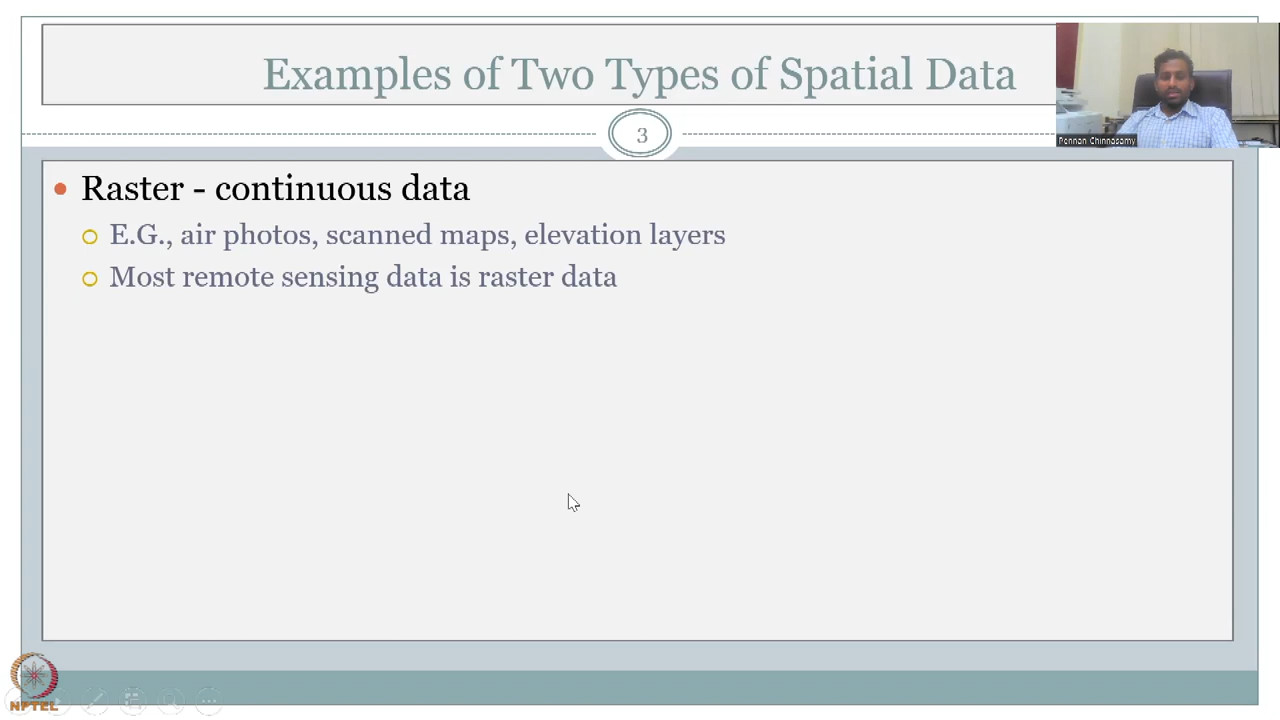 Examples of Two Types of Spatial Data
Pennan Chinnasamy
3
Raster - continuous data
E.G., air photos, scanned maps, elevation layers
Most remote sensing data is raster data
NPTEL